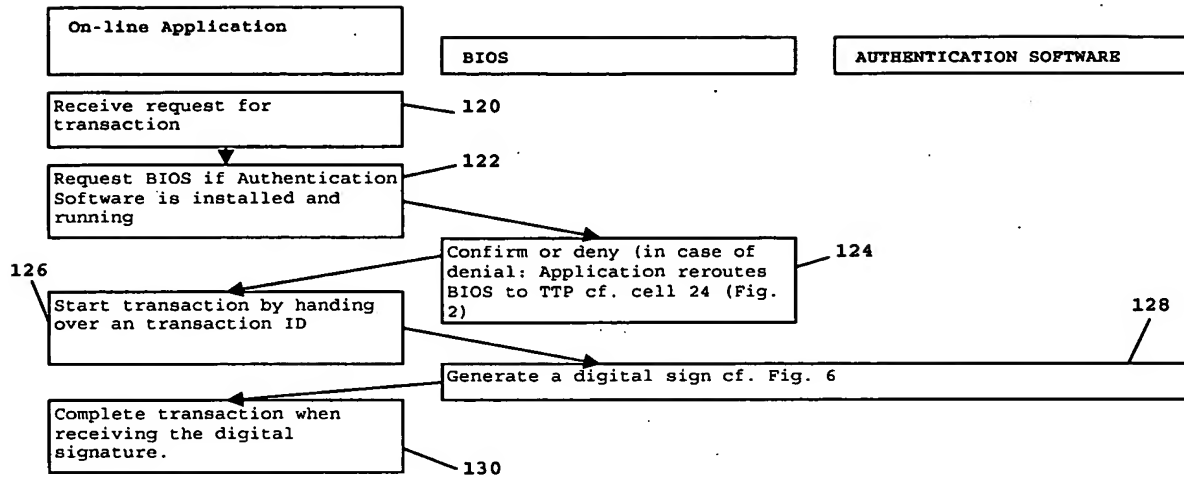 On-line Application
BIOS
AUTHENTICATION SOFTWARE
Receive request for
transaction
120
122
Request BIOS if Authentication
Software is installed and
running
Confirm or deny (in case of
denial: Application reroutes
BIOS to TTP cf. cell 24 (Fig.
2)
124
126
Start transaction by handing
over an transaction ID
128
Generate a digital sign cf. Fig. 6
Complete transaction when
receiving the digital
signature.
130